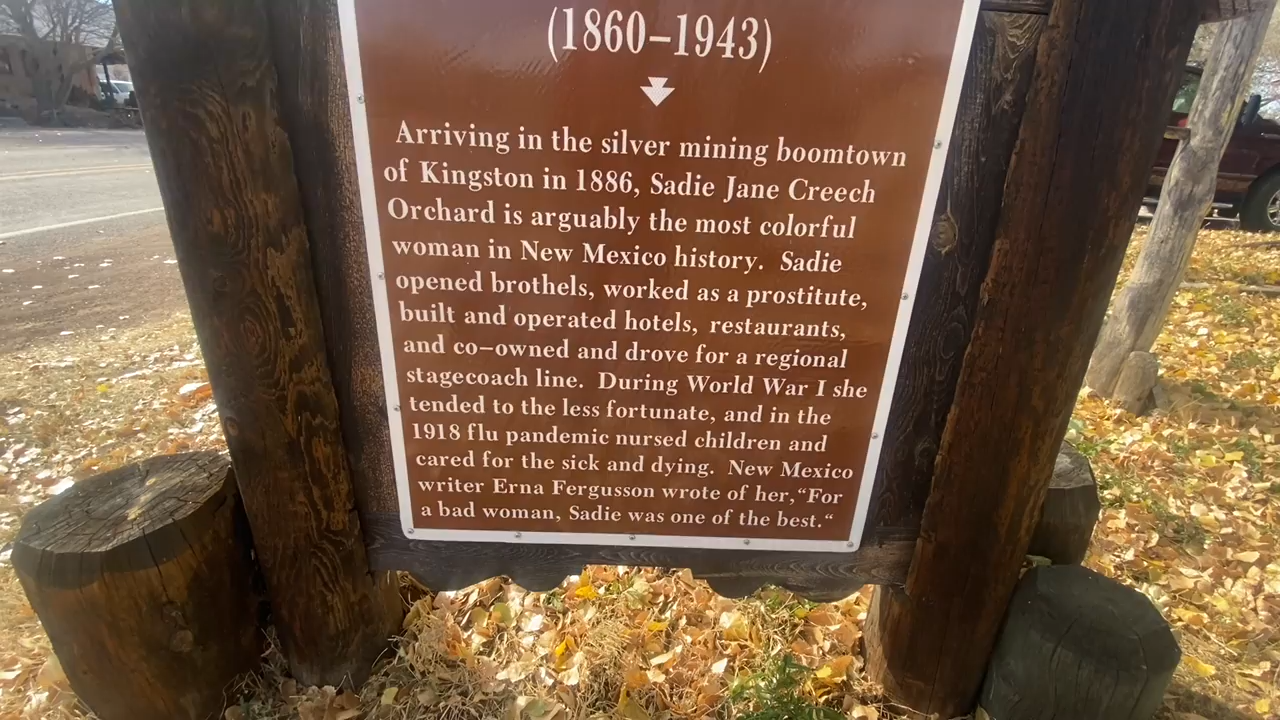 (1860–1943)
Arriving in the silver mining boomtown
of Kingston in 1886, Sadie Jane Creech
Orchard is arguably the most colorful
woman in New Mexico history. Sadie
opened brothels, worked as a prostitute,
built and operated hotels, restaurants,
and co–owned and drove for a regional
stagecoach line. During World War I she
tended to the less fortunate, and in the
1918 flu pandemic nursed children and
cared for the sick and dying. New Mexico
writer Erna Fergusson wrote of her,“For
a bad woman, Sadie was one of the best.“